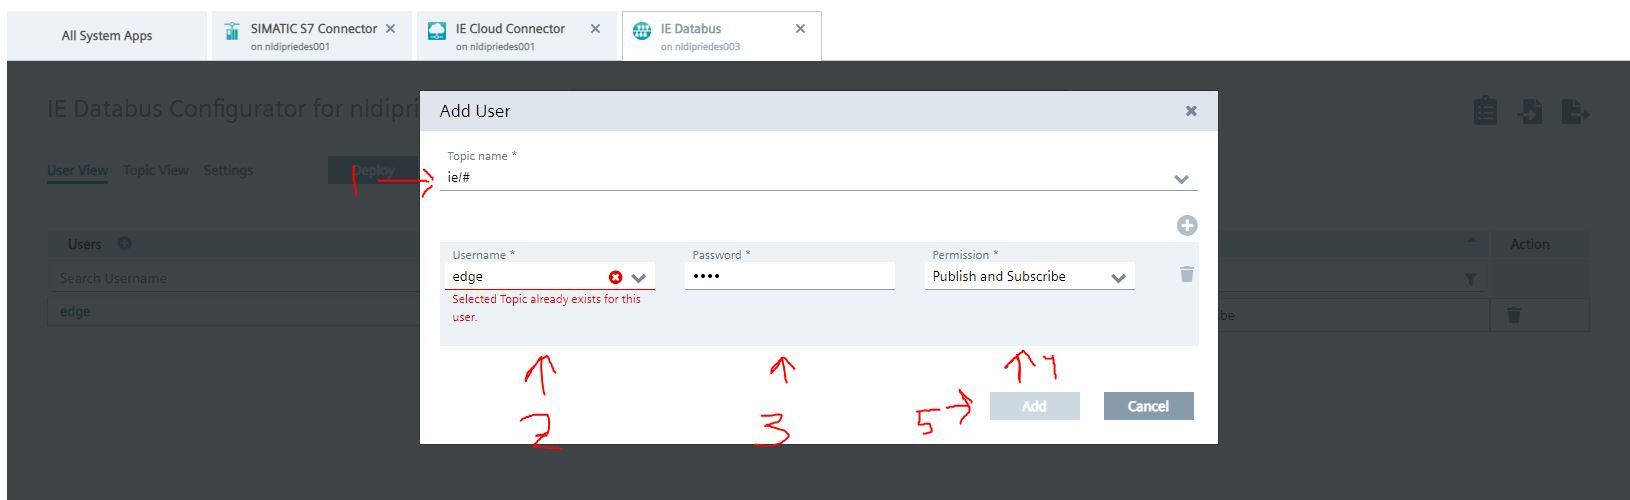 All System Apps
SIMATIC S7 Connector
on nldipriedes001
IE Cloud Connector
on nldipriedes001
IE Databus
on nldipriedes003
IE Databus Configurator for nldipri
Add User
User View Topic View Settings Deploy
Topic name *
ie/#
1
Users
Action
Search Username
edge
Username *
edge
Selected Topic already exists for this
user.
Password *
••••
Permission *
Publish and Subscribe
ibe
2
3
4
5
Add
Cancel